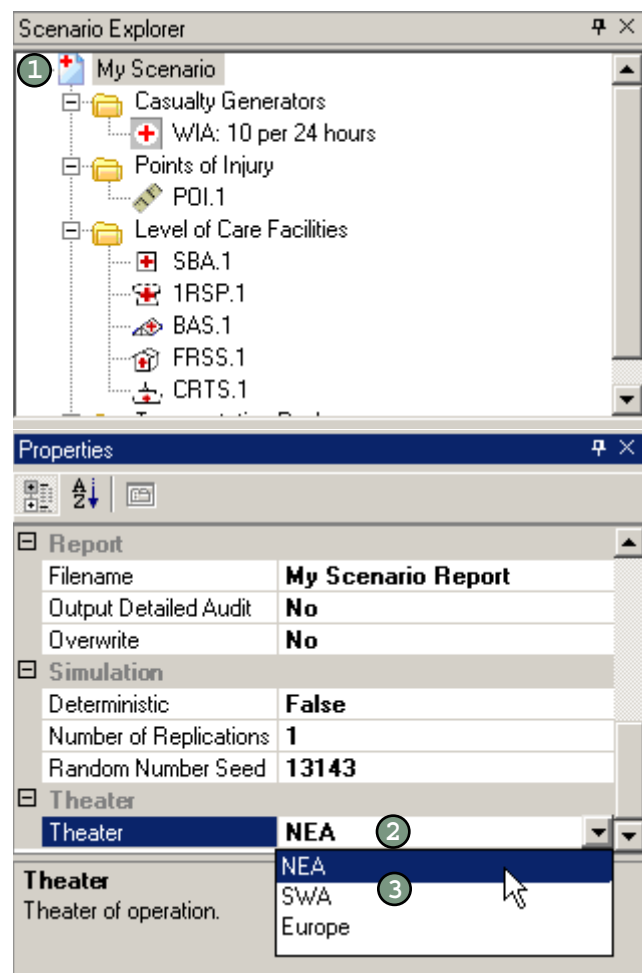 Scenario Explorer
1 My Scenario
Casualty Generators
WIA: 10 per 24 hours
Points of Injury
POI.1
Level of Care Facilities
SBA.1
1RSP.1
BAS.1
FRSS.1
CRTS.1
Properties
Report
Filename My Scenario Report
Output Detailed Audit No
Overwrite No
Simulation
Deterministic False
Number of Replications 1
Random Number Seed 13143
Theater
Theater NEA 2
NEA
SWA 3
Europe
Theater
Theater of operation.